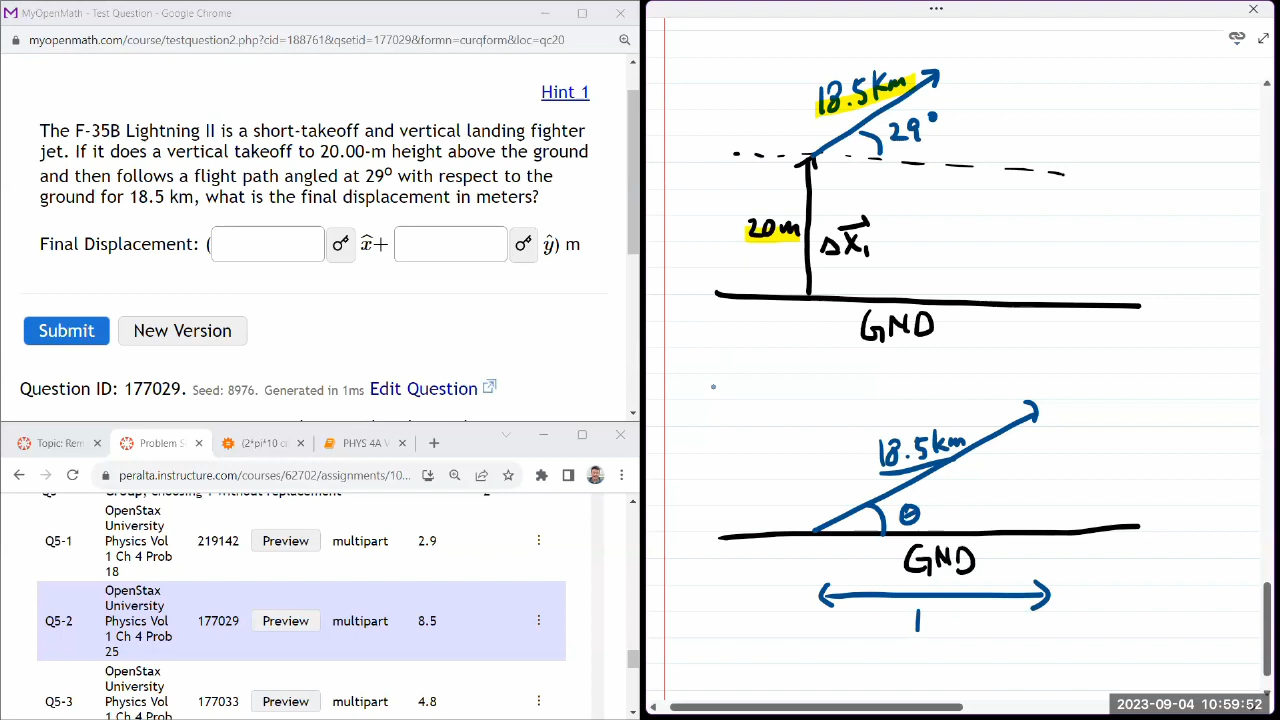 MyOpenMath - Test Question - Google Chrome
myopenmath.com/course/testquestion2.php?cid=188761&qsetid=177029&formn=curqform&loc=qc20
Hint 1
The F-35B Lightning II is a short-takeoff and vertical landing fighter
jet. If it does a vertical takeoff to 20.00-m height above the ground
and then follows a flight path angled at 29° with respect to the
ground for 18.5 km, what is the final displacement in meters?
Final Displacement: ( x̂+ ŷ) m
Submit New Version
Question ID: 177029. Seed: 8976. Generated in 1ms Edit Question
Topic: Rem
Problem S
(2*pi*10 c
PHYS 4A V
peralta.instructure.com/courses/62702/assignments/10...
Group, choosing 1 without replacement
Q5-1 OpenStax University Physics Vol 1 Ch 4 Prob 18 219142 Preview multipart 2.9
Q5-2 OpenStax University Physics Vol 1 Ch 4 Prob 25 177029 Preview multipart 8.5
Q5-3 OpenStax University Physics Vol 1 Ch 4 Prob 177033 Preview multipart 4.8
18.5km
29°
20m
Δx⃗₁
GND
18.5km
θ
GND
2023-09-04 10:59:52